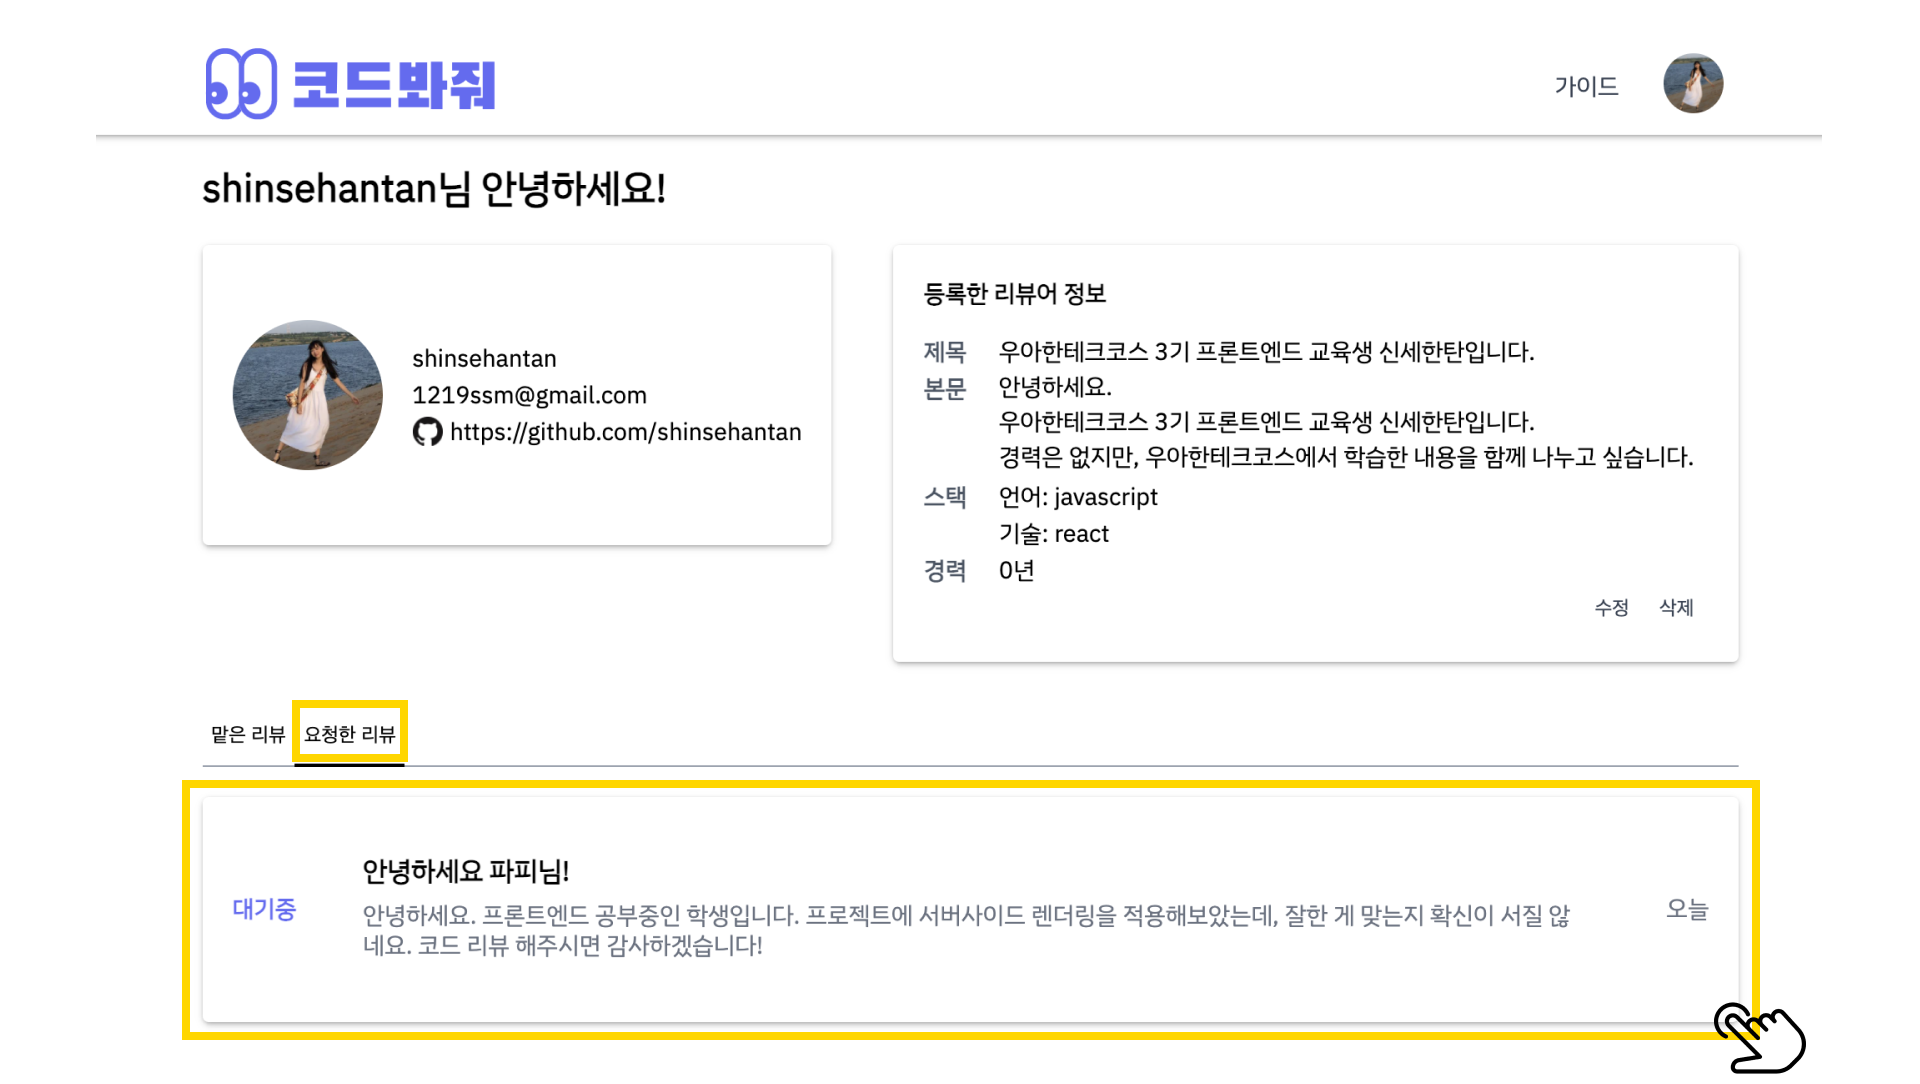 코드봐줘
가이드
shinsehantan님 안녕하세요!
shinsehantan
1219ssm@gmail.com
https://github.com/shinsehantan
등록한 리뷰어 정보
제목 우아한테크코스 3기 프론트엔드 교육생 신세한탄입니다.
본문 안녕하세요.
우아한테크코스 3기 프론트엔드 교육생 신세한탄입니다.
경력은 없지만, 우아한테크코스에서 학습한 내용을 함께 나누고 싶습니다.
스택 언어: javascript
기술: react
경력 0년
수정 삭제
맡은 리뷰 요청한 리뷰
대기중
안녕하세요 파피님!
안녕하세요. 프론트엔드 공부중인 학생입니다. 프로젝트에 서버사이드 렌더링을 적용해보았는데, 잘한 게 맞는지 확신이 서질 않
네요. 코드 리뷰 해주시면 감사하겠습니다!
오늘